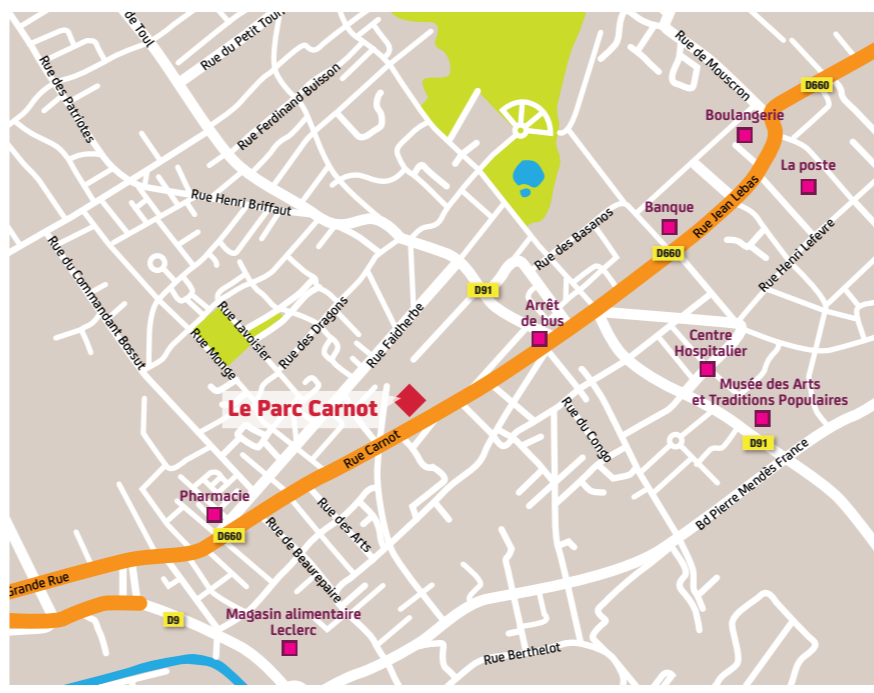 de Toul
Rue du Petit Tour
Rue des Patriotes
Rue Ferdinand Buisson
Rue de Mouscron
D660
Boulangerie
La poste
Rue Henri Briffaut
Rue Jean Lebas
Banque
D660
Rue des Basanos
Rue Henri Lefevre
Rue du Commandant Bossut
D91
Arrêt
de bus
Rue Lavoisier
Rue Monge
Rue des Dragons
Rue Faidherbe
Centre
Hospitalier
Musée des Arts
et Traditions Populaires
Le Parc Carnot
Rue du Congo
D91
Rue Carnot
Bd Pierre Mendès France
Pharmacie
D660
Rue des Arts
Rue de Beaurepaire
Grande Rue
D9
Magasin alimentaire
Leclerc
Rue Berthelot